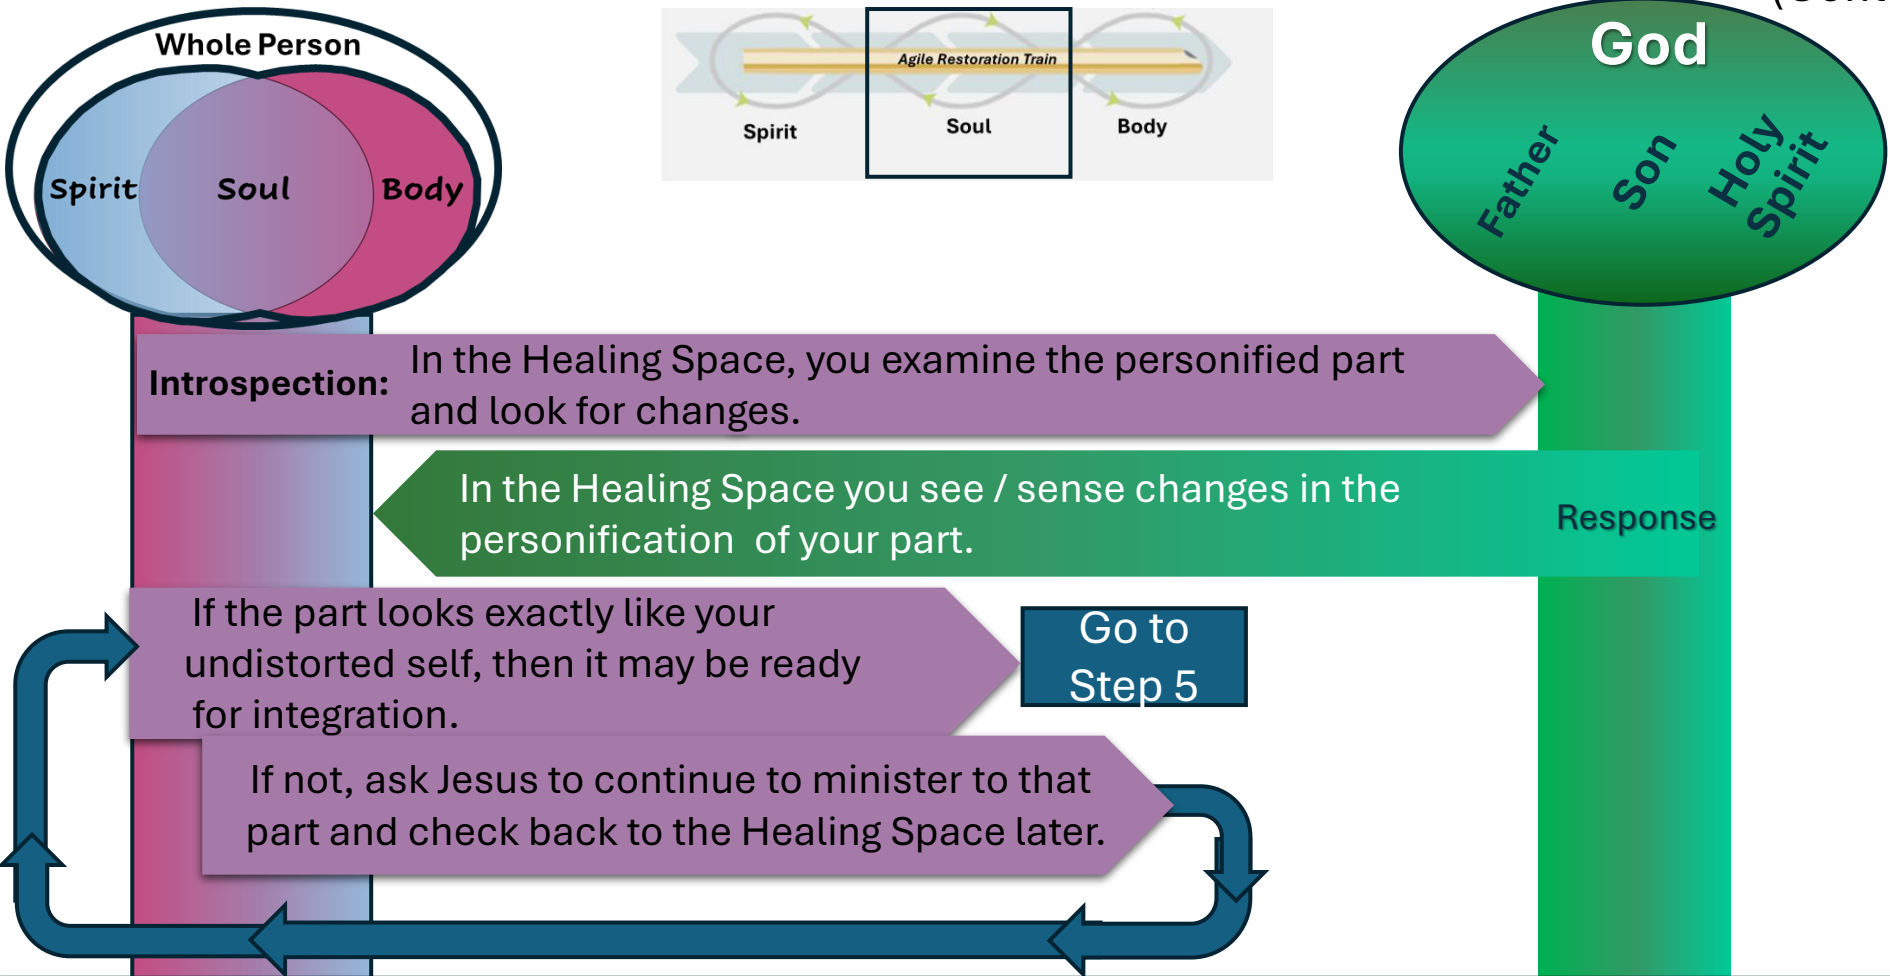 (Cont
Whole Person
Spirit
Soul
Body
Agile Restoration Train
Spirit
Soul
Body
God
Father
Son
Holy
Spirit
Introspection:
In the Healing Space, you examine the personified part
and look for changes.
In the Healing Space you see / sense changes in the
personification  of your part.
Response
If the part looks exactly like your
undistorted self, then it may be ready
for integration.
Go to
Step 5
If not, ask Jesus to continue to minister to that
part and check back to the Healing Space later.